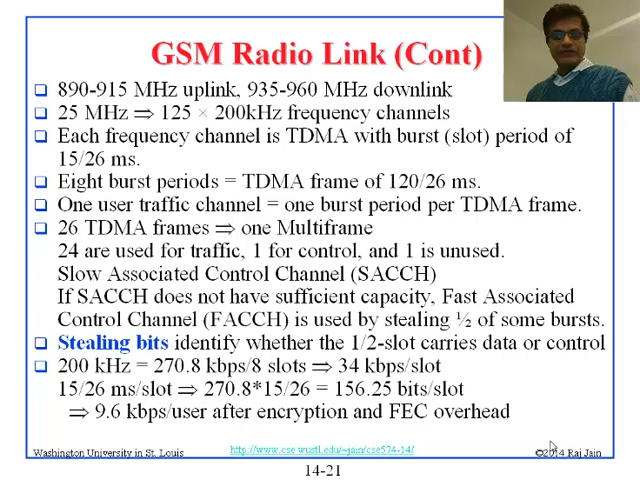 GSM Radio Link (Cont)
890-915 MHz uplink, 935-960 MHz downlink
25 MHz ⇒ 125 × 200kHz frequency channels
Each frequency channel is TDMA with burst (slot) period of
15/26 ms.
Eight burst periods = TDMA frame of 120/26 ms.
One user traffic channel = one burst period per TDMA frame.
26 TDMA frames ⇒ one Multiframe
24 are used for traffic, 1 for control, and 1 is unused.
Slow Associated Control Channel (SACCH)
If SACCH does not have sufficient capacity, Fast Associated
Control Channel (FACCH) is used by stealing ½ of some bursts.
Stealing bits identify whether the 1/2-slot carries data or control
200 kHz = 270.8 kbps/8 slots ⇒ 34 kbps/slot
15/26 ms/slot ⇒ 270.8*15/26 = 156.25 bits/slot
⇒ 9.6 kbps/user after encryption and FEC overhead
Washington University in St. Louis
http://www.cse.wustl.edu/~jain/cse574-14/
©2014 Raj Jain
14-21